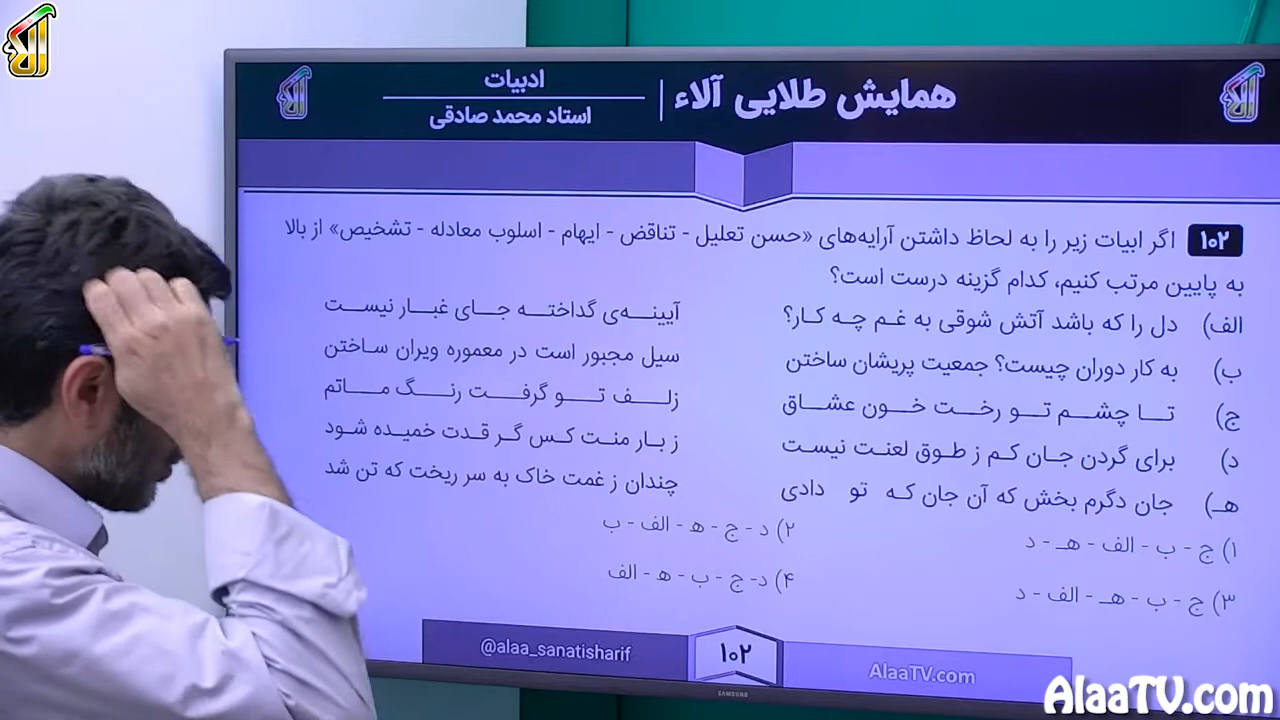 همایش طلایی آلاء
ادبیات
استاد محمد صادقی
۱۰۲ اگر ابیات زیر را به لحاظ داشتن آرایه‌های «حسن تعلیل - تناقض - ایهام - اسلوب معادله - تشخیص» از بالا
به پایین مرتب کنیم، کدام گزینه درست است؟
الف) دل را که باشد آتش شوقی به غم چه کار؟ آیینه‌ی گداخته جای غبار نیست
ب) به کار دوران چیست؟ جمعیت پریشان ساختن سیل مجبور است در معموره ویران ساختن
ج) تا چشم تو رخت خون عشاق زلف تو گرفت رنگ ماتم
د) برای گردن جان کم ز طوق لعنت نیست ز بار منت کس گر قدت خمیده شود
هـ) جان دگرم بخش که آن جان که تو دادی چندان ز غمت خاک به سر ریخت که تن شد
۱) ج - ب - الف - هـ - د ۲) د - ج - ه - الف - ب
۳) ج - ب - هـ - الف - د ۴) د- ج - ب - ه - الف
@alaa_sanatisharif
۱۰۲
AlaaTV.com
SAMSUNG
AlaaTV.com